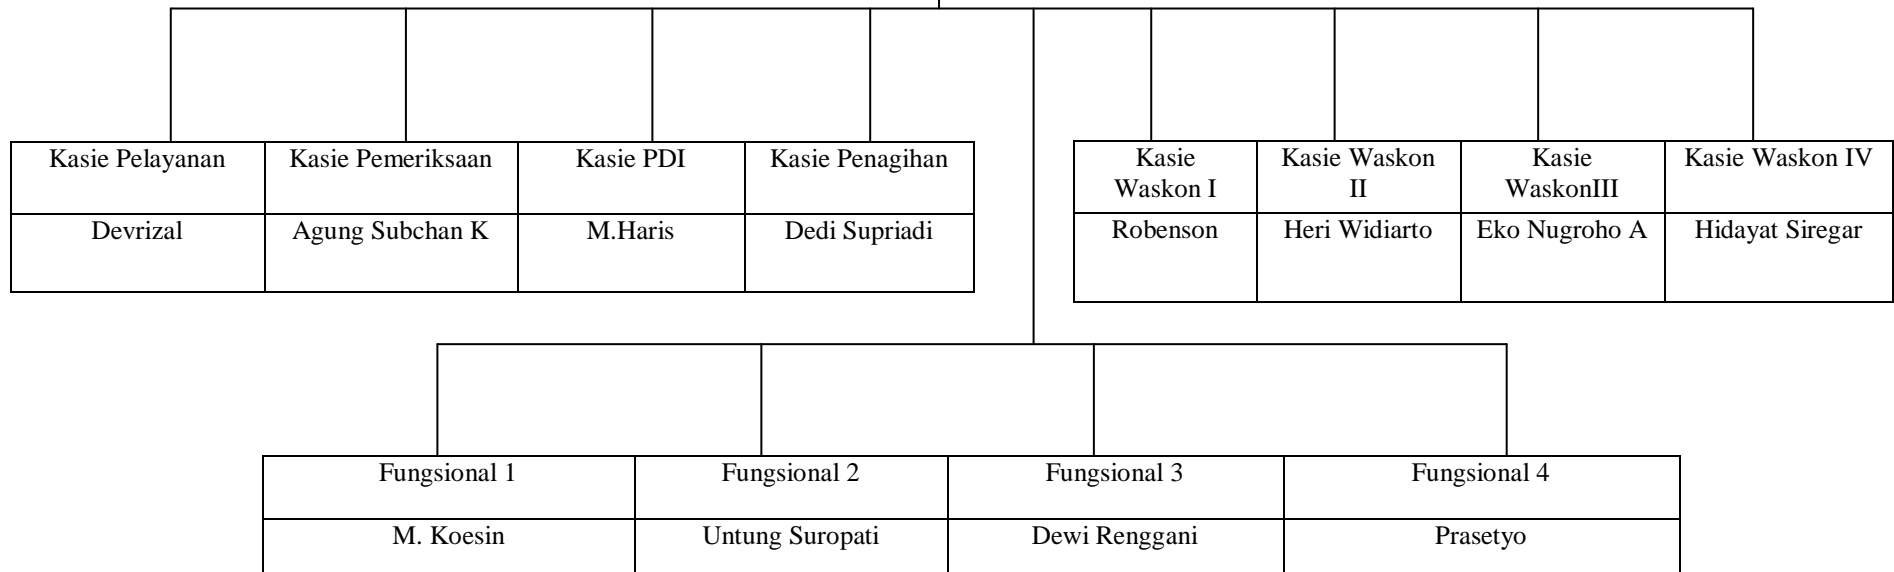 Kasie Pelayanan
Kasie Pemeriksaan
Kasie PDI
Kasie Penagihan
Devrizal
Agung Subchan K
M.Haris
Dedi Supriadi
Kasie
Waskon I
Kasie Waskon
II
Kasie
WaskonIII
Kasie Waskon IV
Robenson
Heri Widiarto
Eko Nugroho A
Hidayat Siregar
Fungsional 1
Fungsional 2
Fungsional 3
Fungsional 4
M. Koesin
Untung Suropati
Dewi Renggani
Prasetyo